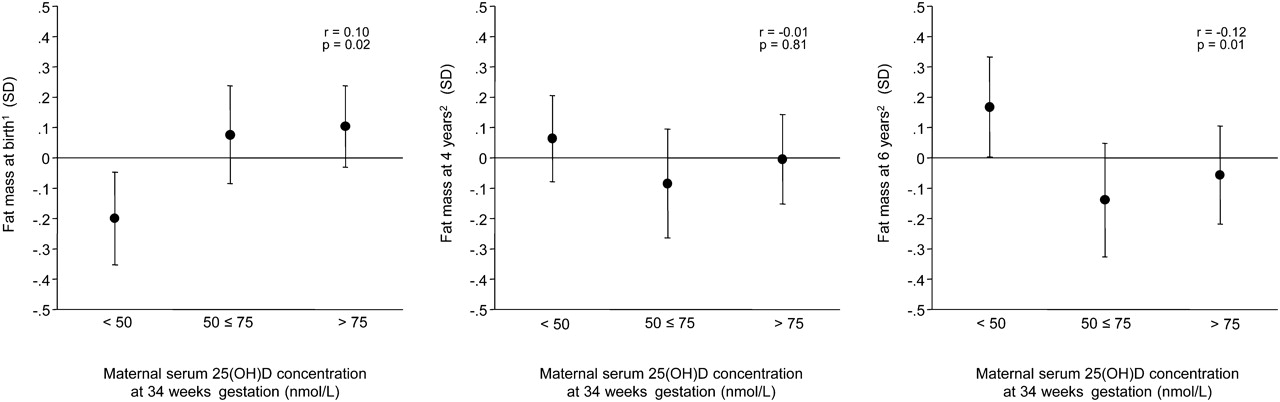 Fat mass at birth¹ (SD)
.5
.4
.3
.2
.1
0
-.1
-.2
-.3
-.4
-.5
r = 0.10
p = 0.02
< 50
50 ≤ 75
> 75
Maternal serum 25(OH)D concentration
at 34 weeks gestation (nmol/L)
Fat mass at 4 years² (SD)
.5
.4
.3
.2
.1
0
-.1
-.2
-.3
-.4
-.5
r = -0.01
p = 0.81
< 50
50 ≤ 75
> 75
Maternal serum 25(OH)D concentration
at 34 weeks gestation (nmol/L)
Fat mass at 6 years² (SD)
.5
.4
.3
.2
.1
0
-.1
-.2
-.3
-.4
-.5
r = -0.12
p = 0.01
< 50
50 ≤ 75
> 75
Maternal serum 25(OH)D concentration
at 34 weeks gestation (nmol/L)